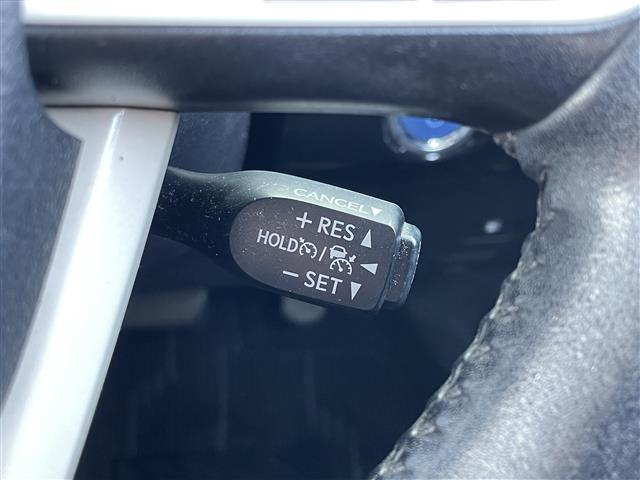 CANCEL▼
+ RES ▲
HOLD /
− SET ▼